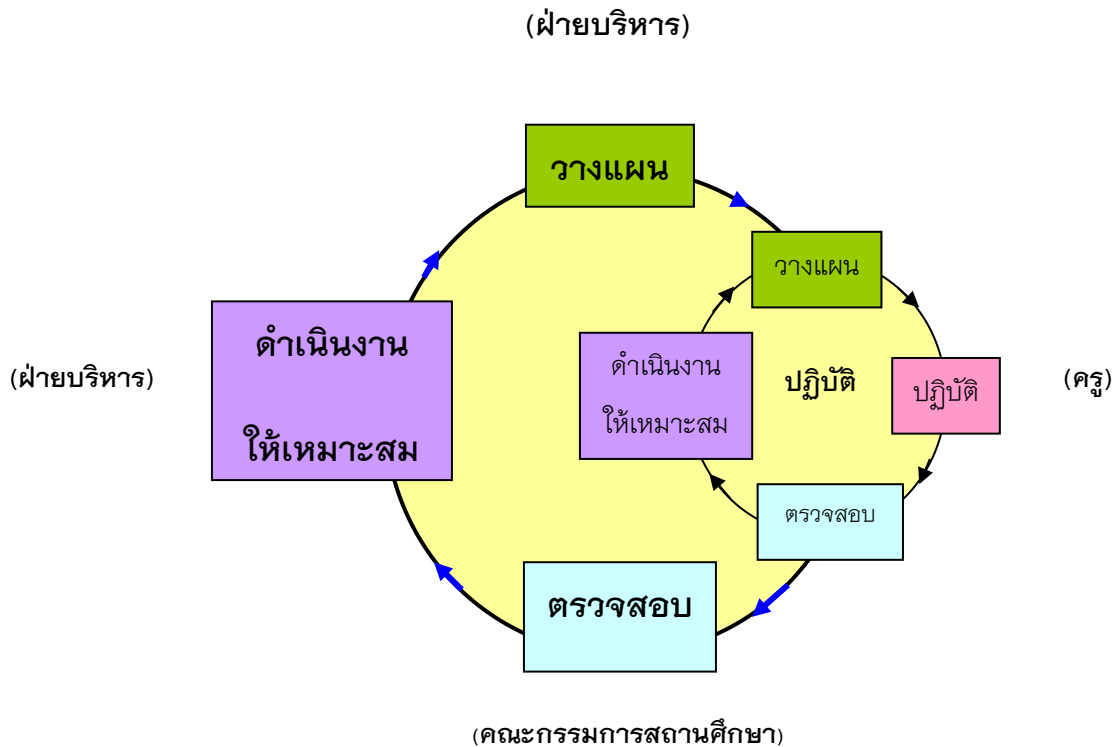 (ฝ่ายบริหาร)
วางแผน
วางแผน
ดำเนินงาน
ให้เหมาะสม
(ฝ่ายบริหาร)
ดำเนินงาน
ให้เหมาะสม
ปฏิบัติ
ปฏิบัติ
(ครู)
ตรวจสอบ
ตรวจสอบ
(คณะกรรมการสถานศึกษา)